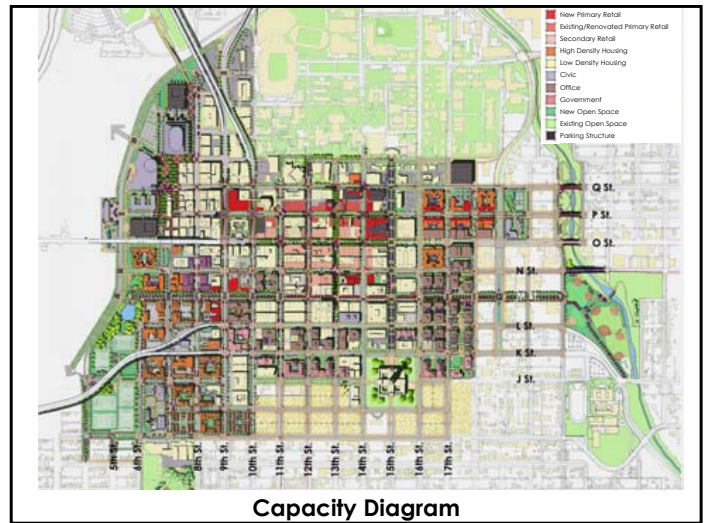 New Primary Retail
Existing/Renovated Primary Retail
Secondary Retail
High Density Housing
Low Density Housing
Civic
Office
Government
New Open Space
Existing Open Space
Parking Structure
Q St.
P St.
O St.
N St.
L St.
K St.
J St.
5th St.
6th St.
8th St.
9th St.
10th St.
11th St.
12th St.
13th St.
14th St.
15th St.
16th St.
17th St.
Capacity Diagram